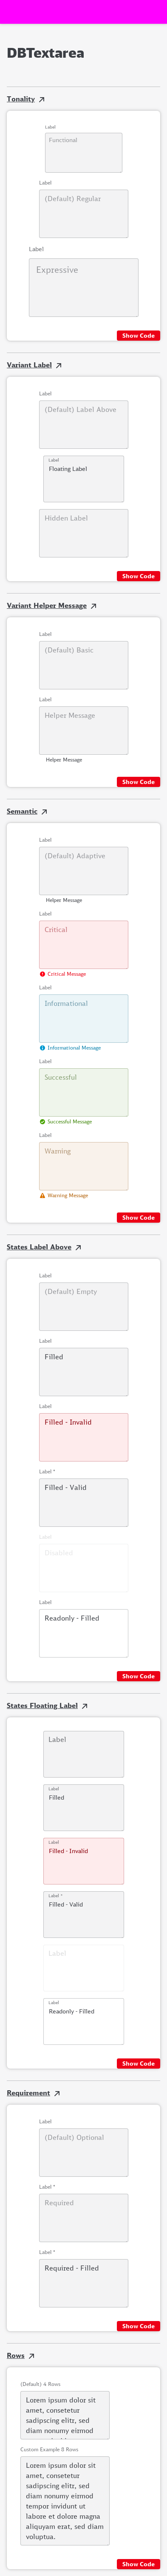 DBTextarea
Tonality
Label
Functional
Label
(Default) Regular
Label
Expressive
Show Code
Variant Label
Label
(Default) Label Above
Label
Floating Label
Hidden Label
Show Code
Variant Helper Message
Label
(Default) Basic
Label
Helper Message
Helper Message
Show Code
Semantic
Label
(Default) Adaptive
Helper Message
Label
Critical
Critical Message
Label
Informational
Informational Message
Label
Successful
Successful Message
Label
Warning
Warning Message
Show Code
States Label Above
Label
(Default) Empty
Label
Filled
Label
Filled - Invalid
Label *
Filled - Valid
Label
Disabled
Label
Readonly - Filled
Show Code
States Floating Label
Label
Label
Filled
Label
Filled - Invalid
Label *
Filled - Valid
Label
Label
Readonly - Filled
Show Code
Requirement
Label
(Default) Optional
Label *
Required
Label *
Required - Filled
Show Code
Rows
(Default) 4 Rows
Lorem ipsum dolor sit
amet, consetetur
sadipscing elitr, sed
diam nonumy eirmod
Custom Example 8 Rows
Lorem ipsum dolor sit
amet, consetetur
sadipscing elitr, sed
diam nonumy eirmod
tempor invidunt ut
labore et dolore magna
aliquyam erat, sed diam
voluptua.
Show Code